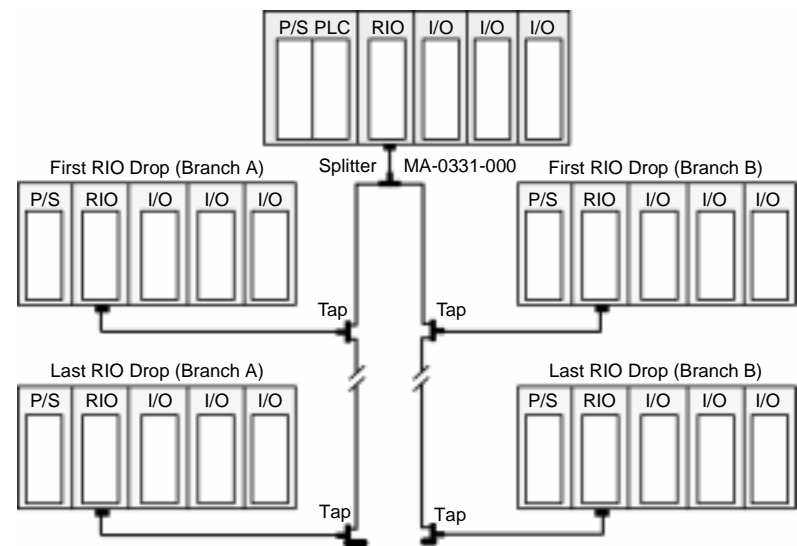 P/S PLC RIO I/O I/O I/O
Splitter MA-0331-000
First RIO Drop (Branch A)
P/S RIO I/O I/O I/O
First RIO Drop (Branch B)
P/S RIO I/O I/O I/O
Tap Tap
Last RIO Drop (Branch A)
P/S RIO I/O I/O I/O
Last RIO Drop (Branch B)
P/S RIO I/O I/O I/O
Tap Tap